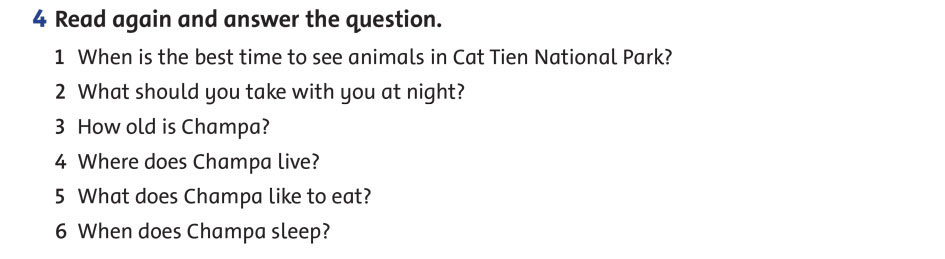 4 Read again and answer the question.
1 When is the best time to see animals in Cat Tien National Park?
2 What should you take with you at night?
3 How old is Champa?
4 Where does Champa live?
5 What does Champa like to eat?
6 When does Champa sleep?